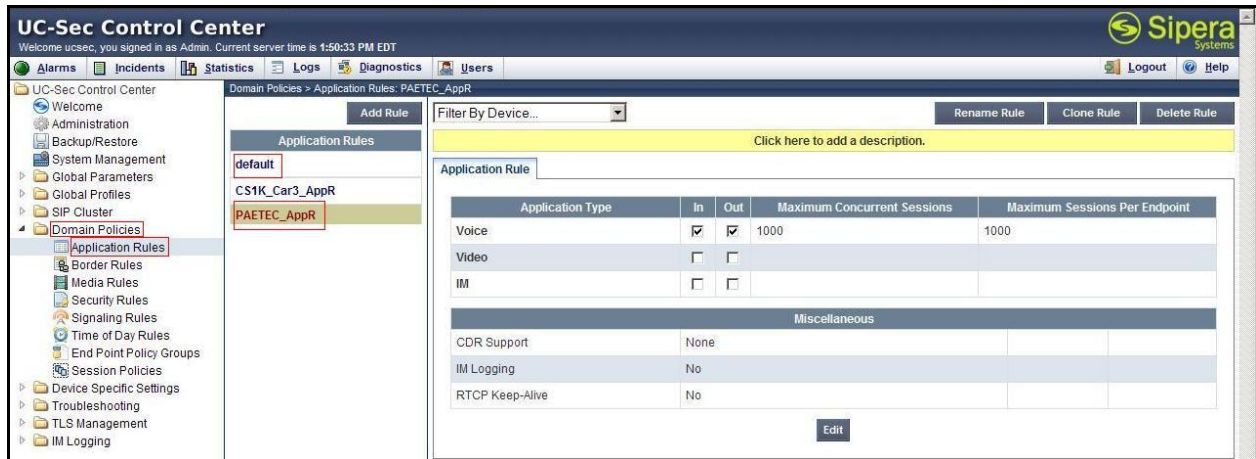 UC-Sec Control Center
Welcome ucsec, you signed in as Admin. Current server time is 1:50:33 PM EDT
Sipera
Systems
Alarms Incidents Statistics Logs Diagnostics Users Logout Help
UC-Sec Control Center
Welcome
Administration
Backup/Restore
System Management
Global Parameters
Global Profiles
SIP Cluster
Domain Policies
Application Rules
Border Rules
Media Rules
Security Rules
Signaling Rules
Time of Day Rules
End Point Policy Groups
Session Policies
Device Specific Settings
Troubleshooting
TLS Management
IM Logging
Domain Policies > Application Rules: PAETEC_AppR
Add Rule
Application Rules
default
CS1K_Car3_AppR
PAETEC_AppR
Filter By Device...
Rename Rule Clone Rule Delete Rule
Click here to add a description.
Application Rule
Application Type In Out Maximum Concurrent Sessions Maximum Sessions Per Endpoint
Voice 1000 1000
Video
IM
Miscellaneous
CDR Support None
IM Logging No
RTCP Keep-Alive No
Edit